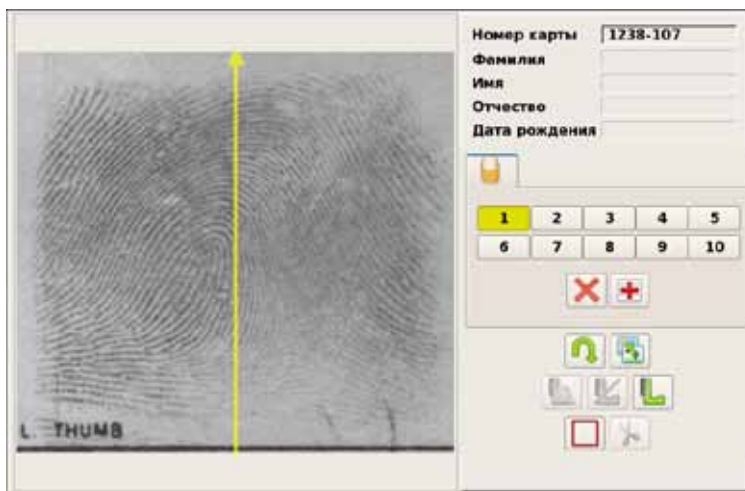 Номер карты 1238-107
Фамилия
Имя
Отчество
Дата рождения
1 2 3 4 5
6 7 8 9 10
L. THUMB